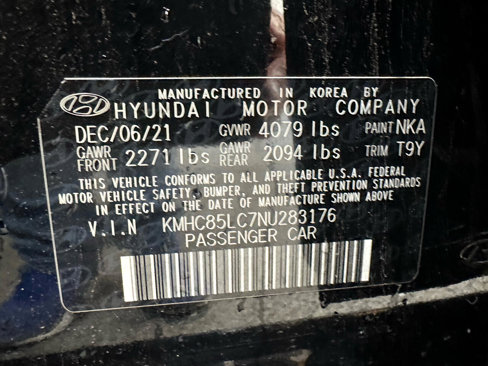 MANUFACTURED IN KOREA BY
HYUNDAI MOTOR COMPANY
DEC/06/21 GVWR 4079 lbs PAINT NKA
GAWR FRONT 2271 lbs GAWR REAR 2094 lbs TRIM T9Y
THIS VEHICLE CONFORMS TO ALL APPLICABLE U.S.A. FEDERAL
MOTOR VEHICLE SAFETY, BUMPER, AND THEFT PREVENTION STANDARDS
IN EFFECT ON THE DATE OF MANUFACTURE SHOWN ABOVE
V.I.N KMHC85LC7NU283176
PASSENGER CAR